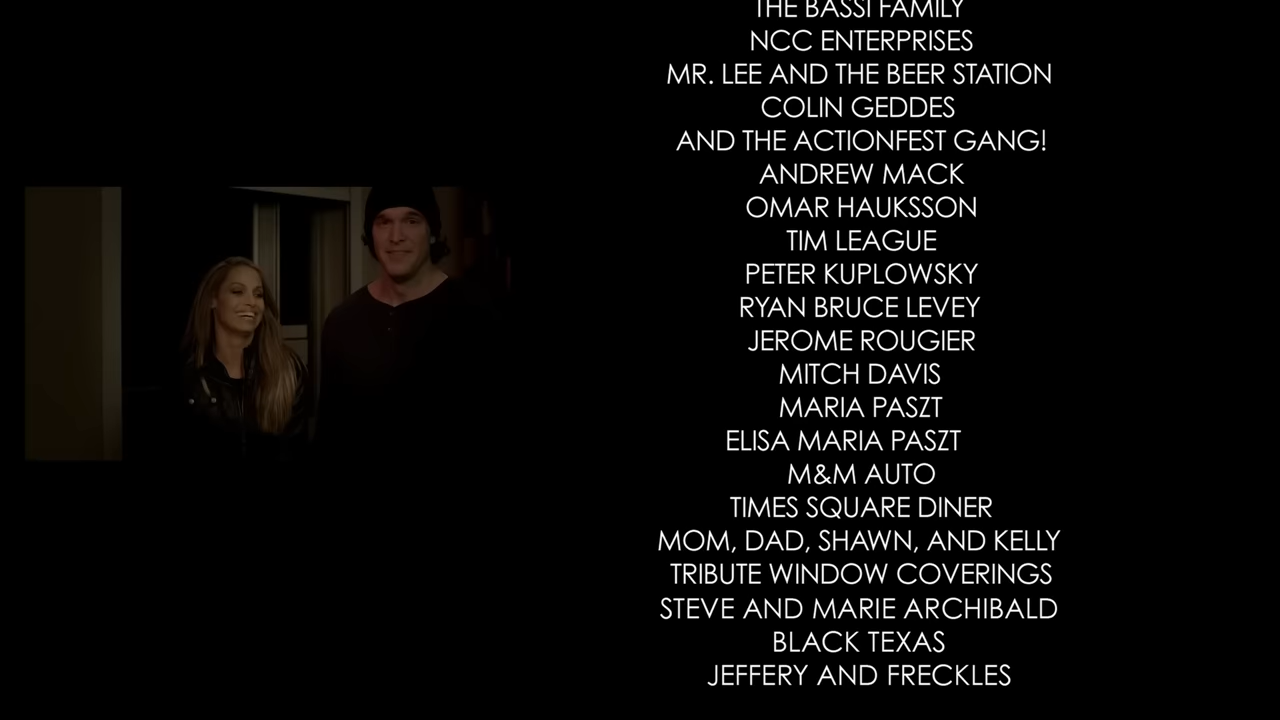 THE BASSI FAMILY
NCC ENTERPRISES
MR. LEE AND THE BEER STATION
COLIN GEDDES
AND THE ACTIONFEST GANG!
ANDREW MACK
OMAR HAUKSSON
TIM LEAGUE
PETER KUPLOWSKY
RYAN BRUCE LEVEY
JEROME ROUGIER
MITCH DAVIS
MARIA PASZT
ELISA MARIA PASZT
M&M AUTO
TIMES SQUARE DINER
MOM, DAD, SHAWN, AND KELLY
TRIBUTE WINDOW COVERINGS
STEVE AND MARIE ARCHIBALD
BLACK TEXAS
JEFFERY AND FRECKLES